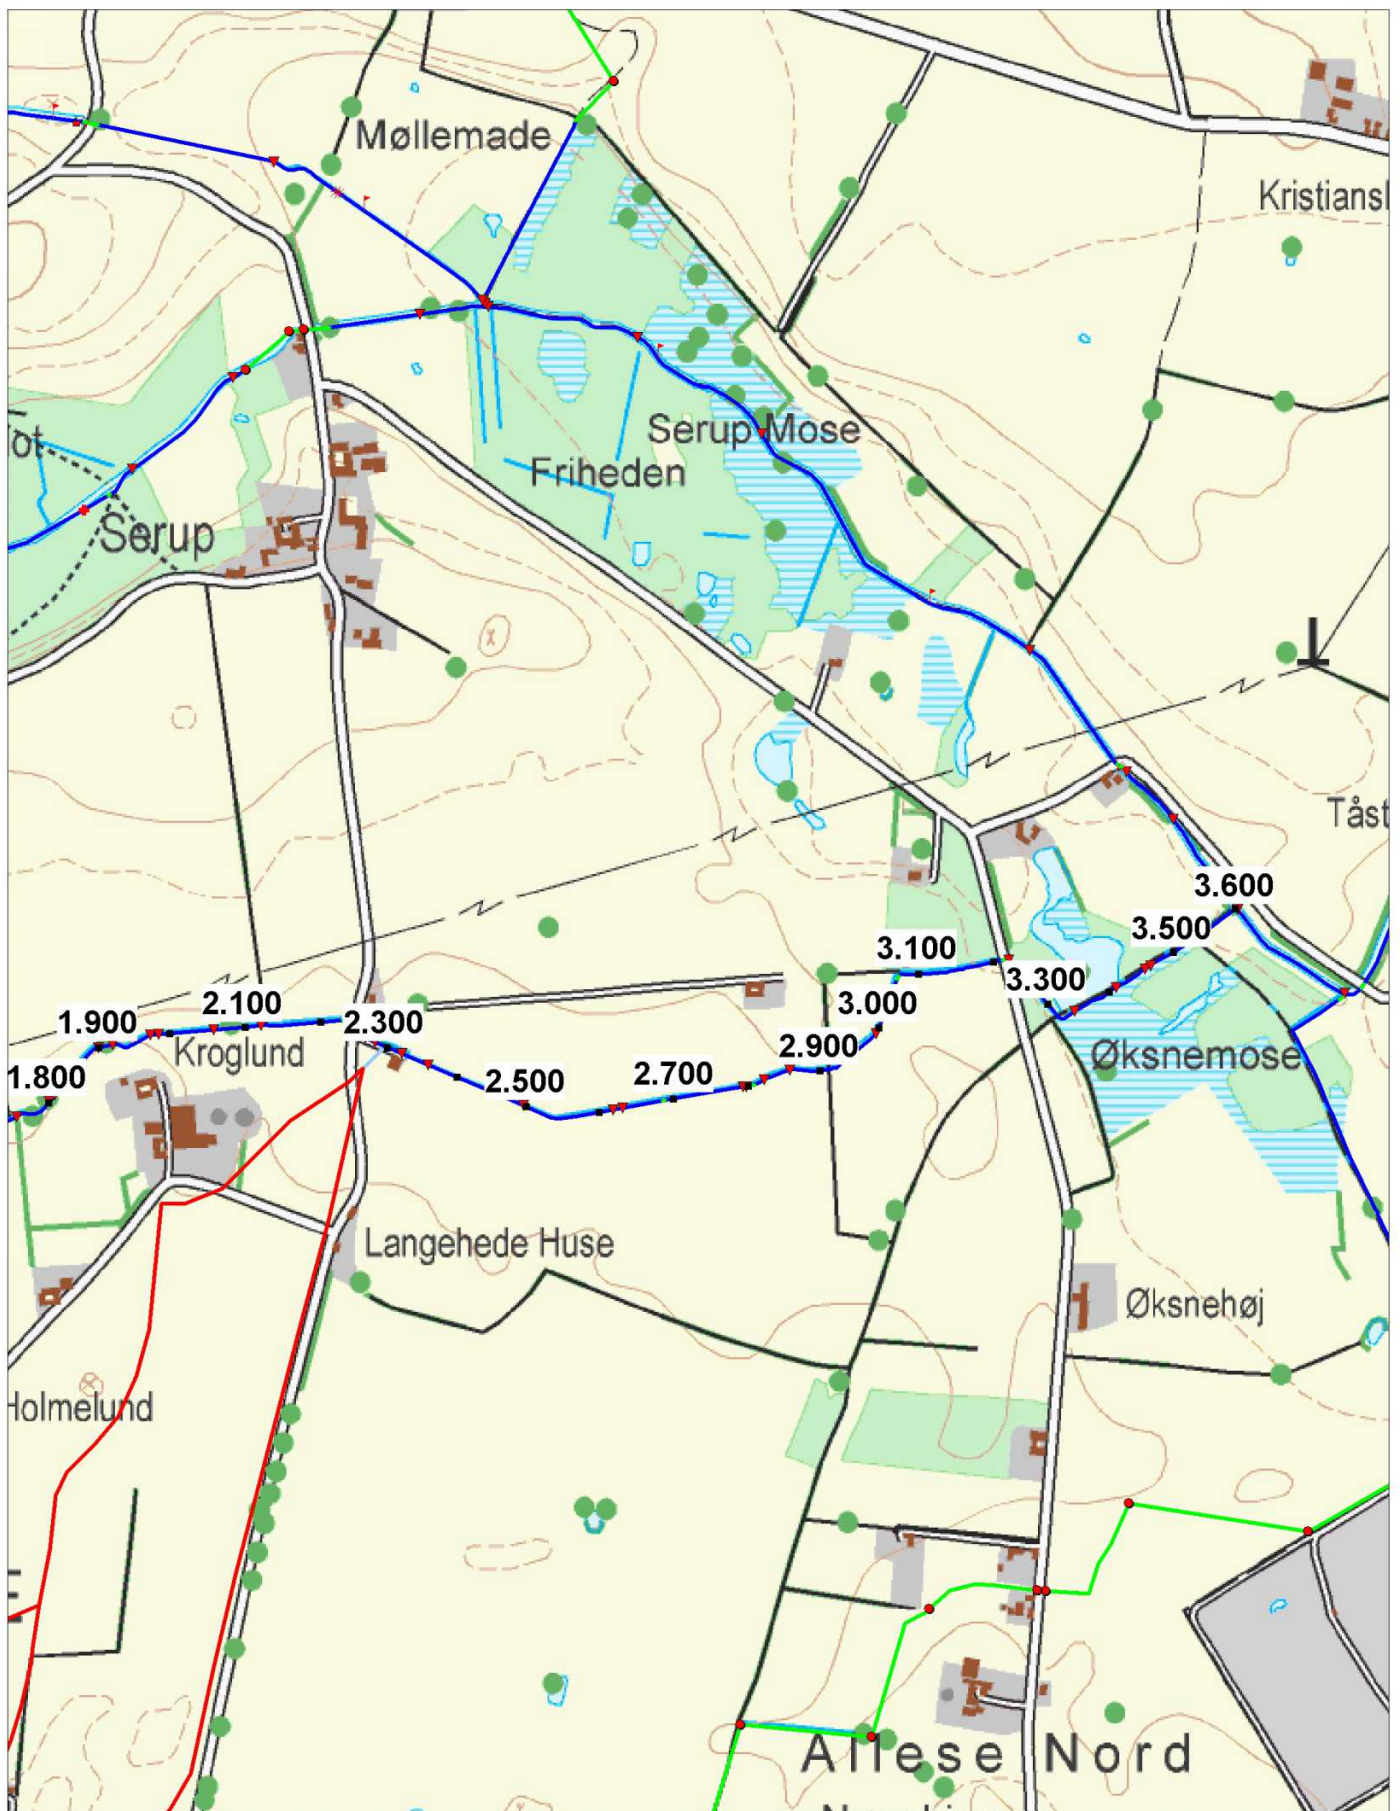 Møllemade
Kristiansl
Serup Mose
Friheden
Serup
Tåst
3.600
3.500
3.100
3.300
3.000
2.100
1.900
2.300
Kroglund
2.900
Øksnemose
1.800
2.500
2.700
Langehede Huse
Øksnehøj
Holmelund
Allese Nord